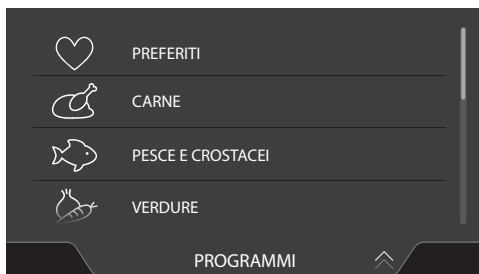 PREFERITI
CARNE
PESCE E CROSTACEI
VERDURE
PROGRAMMI